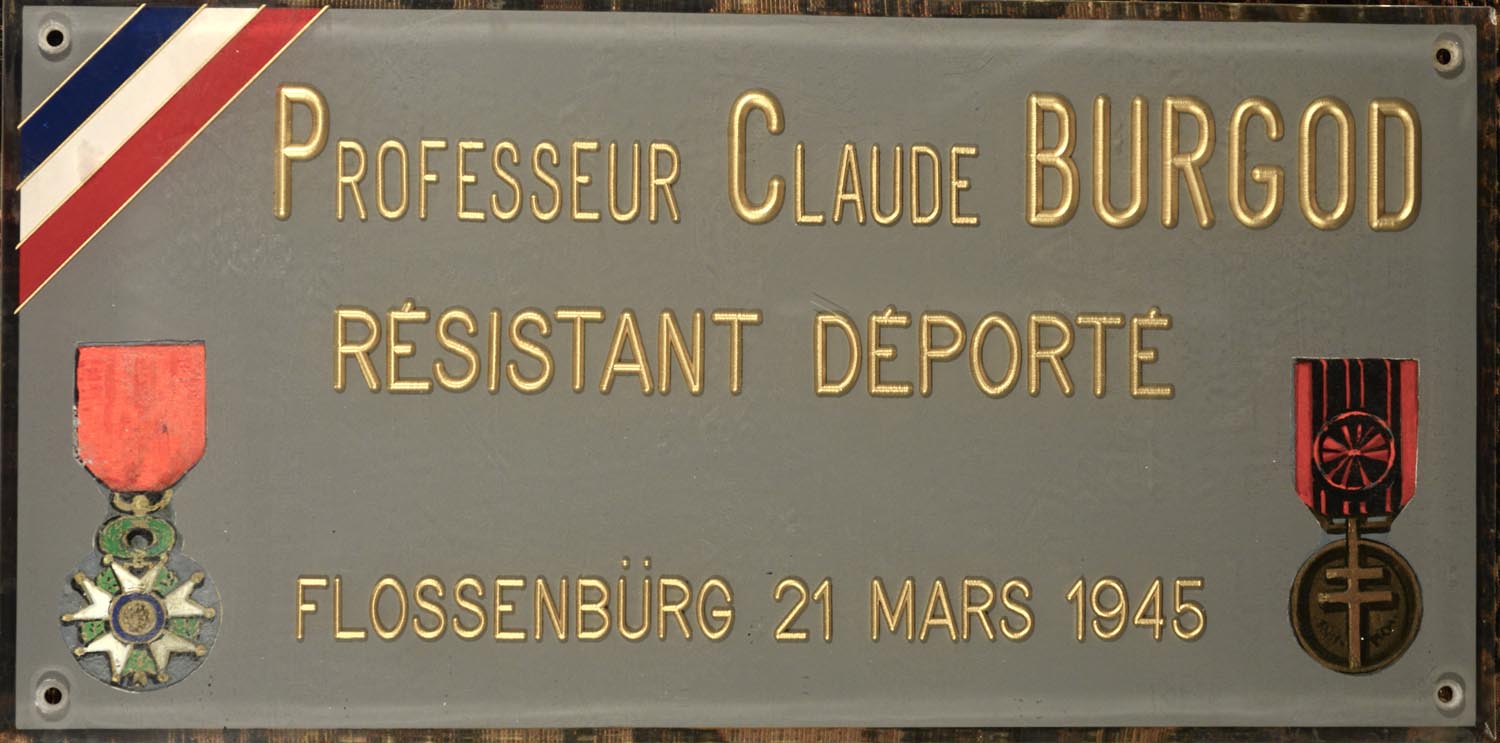 PROFESSEUR CLAUDE BURGOD
RÉSISTANT DÉPORTÉ
FLOSSENBÜRG 21 MARS 1945